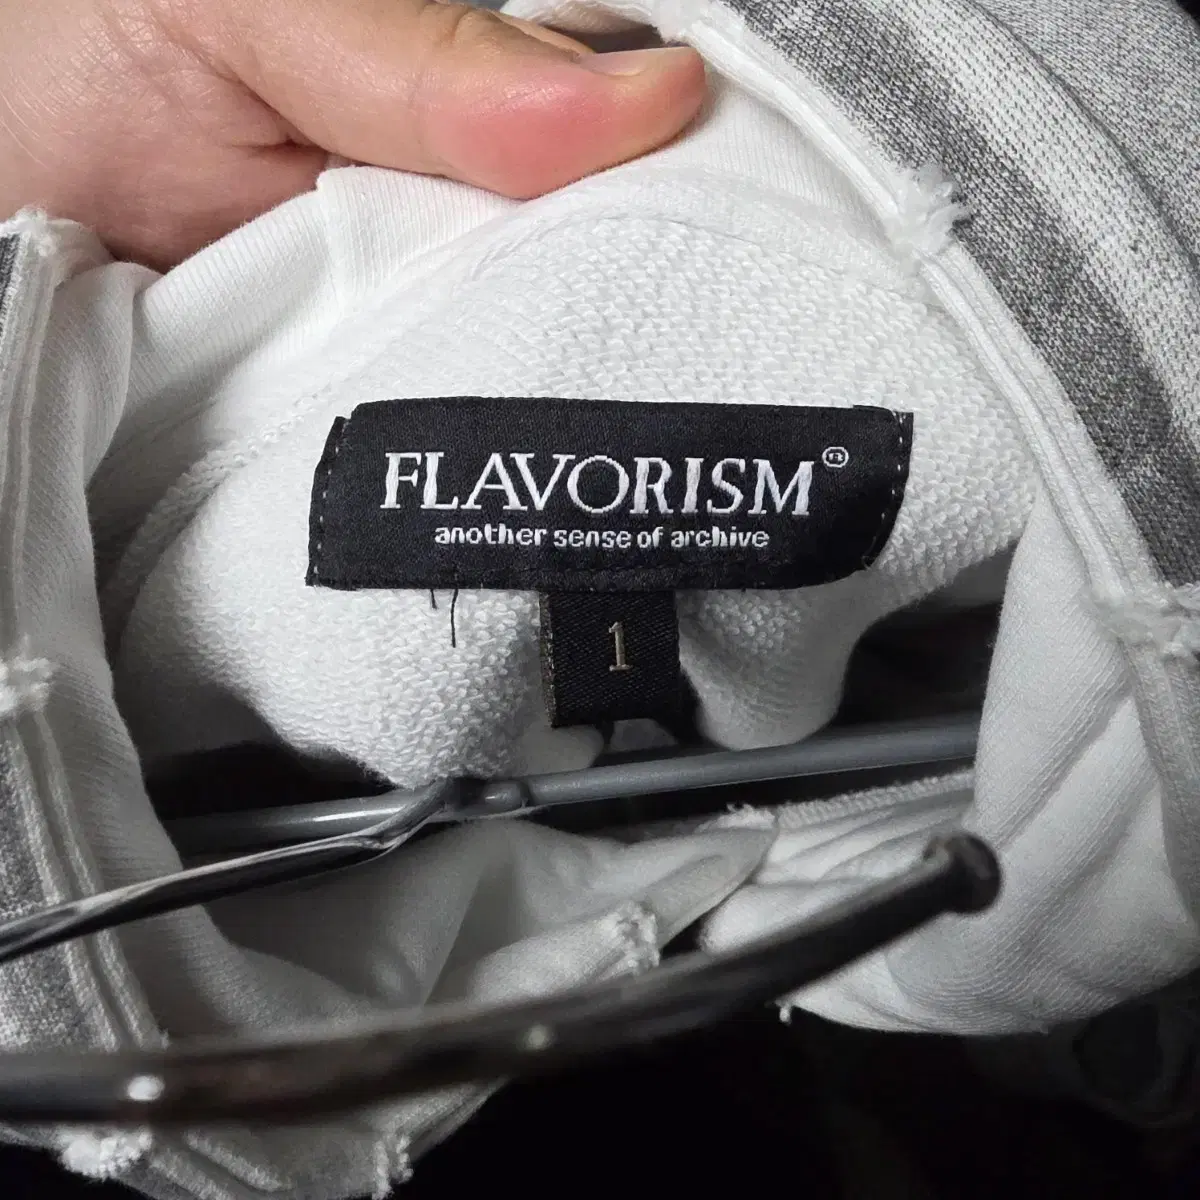 FLAVORISM®
another sense of archive
1